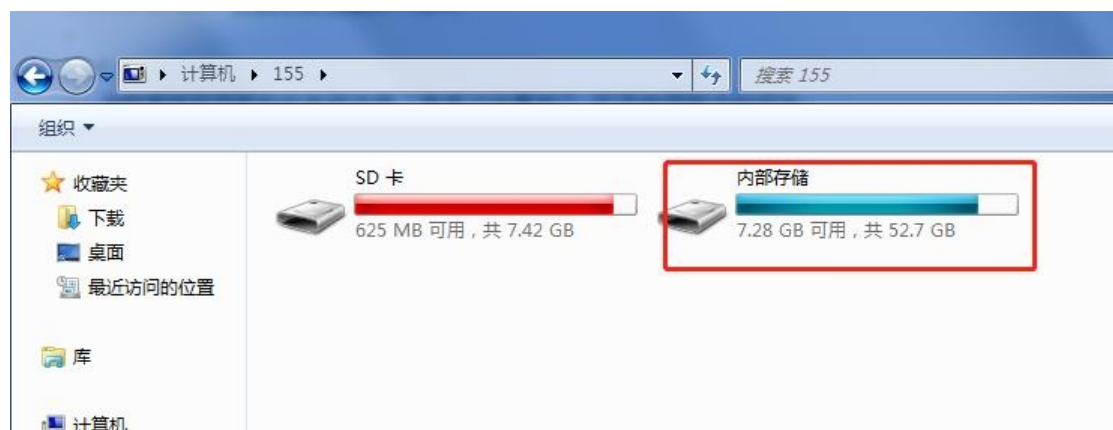 计算机 155 搜索 155
组织
收藏夹
下载
桌面
最近访问的位置
库
计算机
SD 卡
625 MB 可用，共 7.42 GB
内部存储
7.28 GB 可用，共 52.7 GB